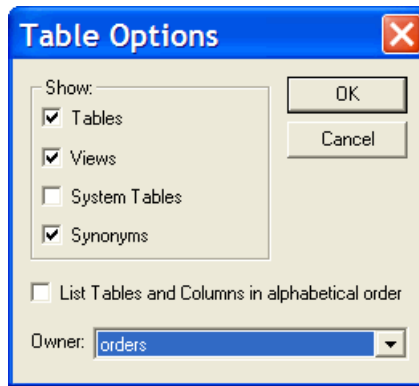 Table Options
Show:
Tables
Views
System Tables
Synonyms
OK
Cancel
List Tables and Columns in alphabetical order
Owner: orders